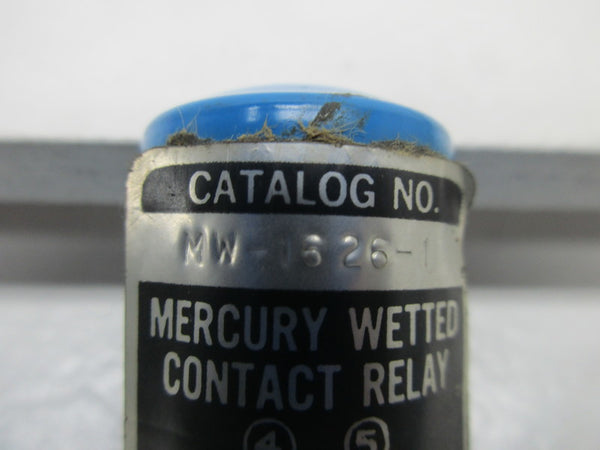 CATALOG NO.
MW-1626-1
MERCURY WETTED
CONTACT RELAY
4 5